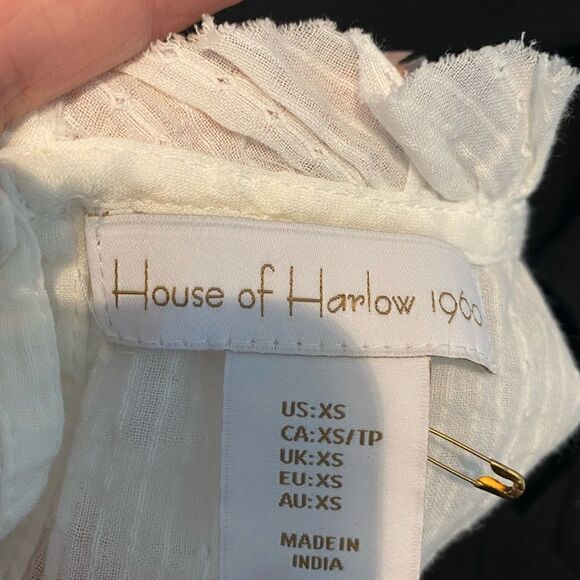 House of Harlow 1960
US:XS
CA:XS/TP
UK:XS
EU:XS
AU:XS
MADE IN
INDIA